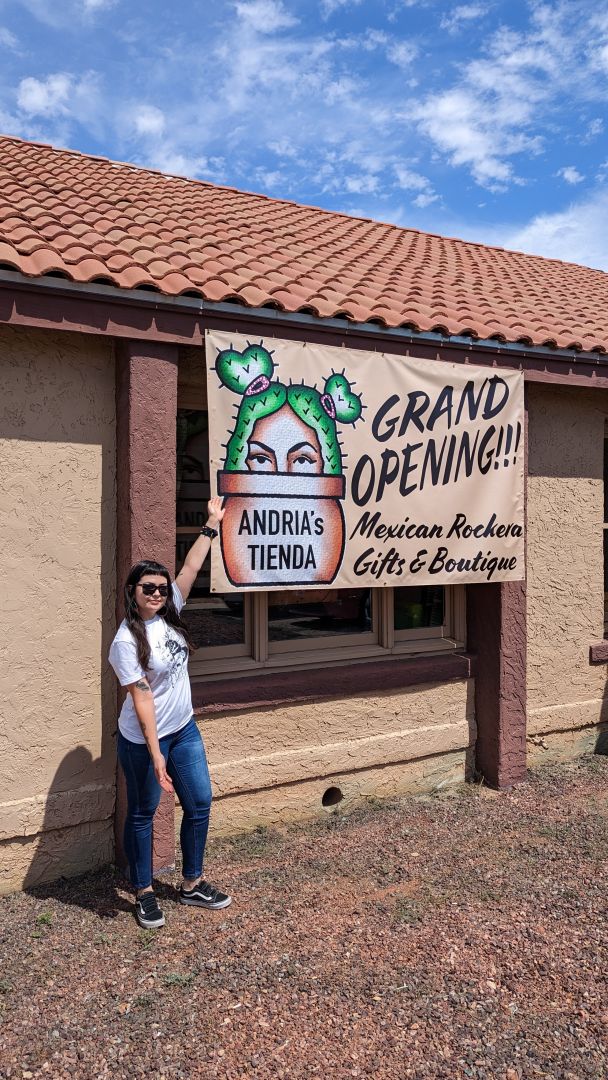 GRAND
OPENING!!!
ANDRIA's
TIENDA
Mexican Rockera
Gifts & Boutique